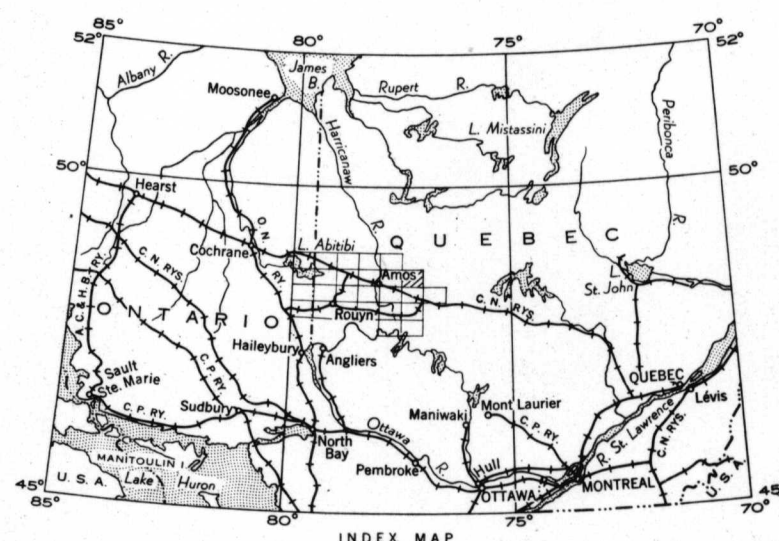 85°
80°
75°
70°
52°
52°
Albany R.
James
B.
Moosonee
Rupert R.
L. Mistassini
Peribonca
R.
Harricanaw
R.
50°
50°
Hearst
O. N. RY.
Cochrane
L. Abitibi
QUEBEC
L.
St. John
Amos
C. N. RYS.
C. N. RYS.
A. C. & H. B. RY.
ONTARIO
Rouyn
Haileybury
Angliers
C. P. RY.
Sault
Ste. Marie
C. P. RY.
Sudbury
QUEBEC
Lévis
Maniwaki
Mont Laurier
C. P. RY.
R. St. Lawrence
C. N. RYS.
North
Bay
Ottawa
R.
Pembroke
Hull
OTTAWA
MONTREAL
U. S. A.
MANITOULIN I.
Lake Huron
U. S. A.
45°
45°
85°
80°
75°
70°
INDEX MAP